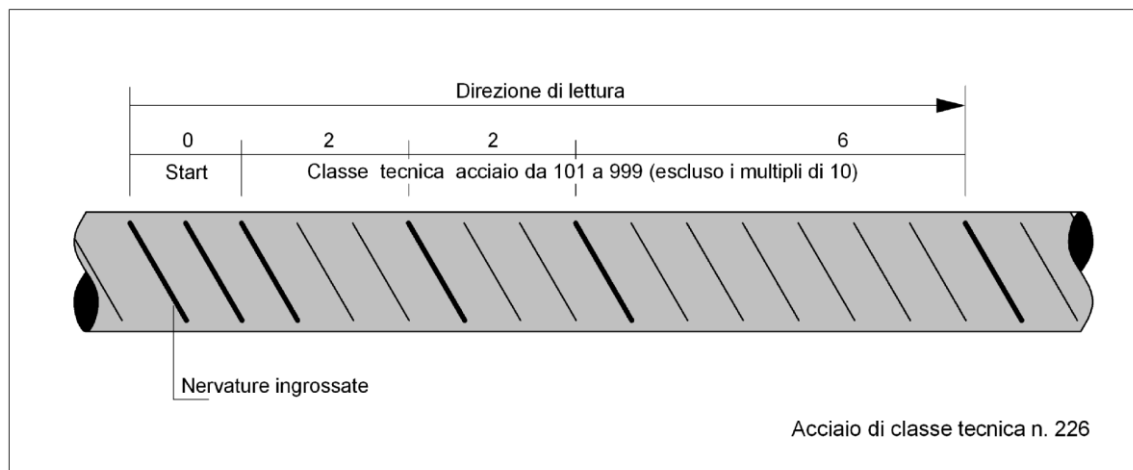 Direzione di lettura
0 2 2 6
Start Classe tecnica acciaio da 101 a 999 (escluso i multipli di 10)
Nervature ingrossate
Acciaio di classe tecnica n. 226